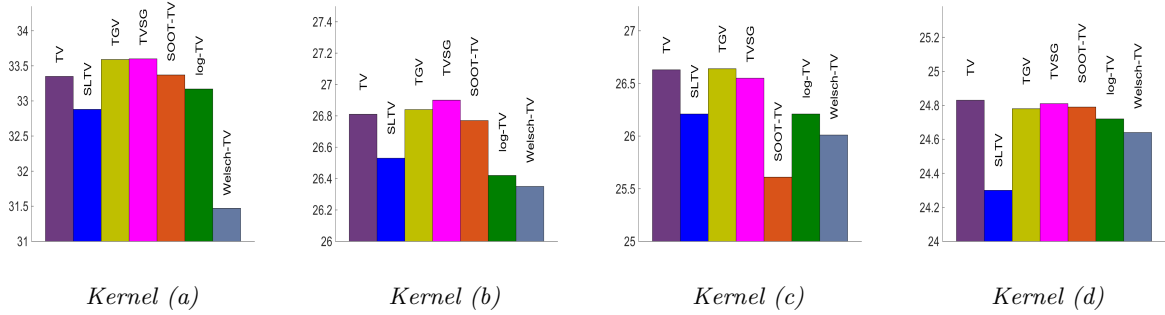 34
33.5
33
32.5
32
31.5
31
TV
SLTV
TGV
TVSG
SOOT-TV
log-TV
Welsch-TV
Kernel (a)
27.4
27.2
27
26.8
26.6
26.4
26.2
26
TV
SLTV
TGV
TVSG
SOOT-TV
log-TV
Welsch-TV
Kernel (b)
27
26.5
26
25.5
25
TV
SLTV
TGV
TVSG
SOOT-TV
log-TV
Welsch-TV
Kernel (c)
25.2
25
24.8
24.6
24.4
24.2
24
TV
SLTV
TGV
TVSG
SOOT-TV
log-TV
Welsch-TV
Kernel (d)